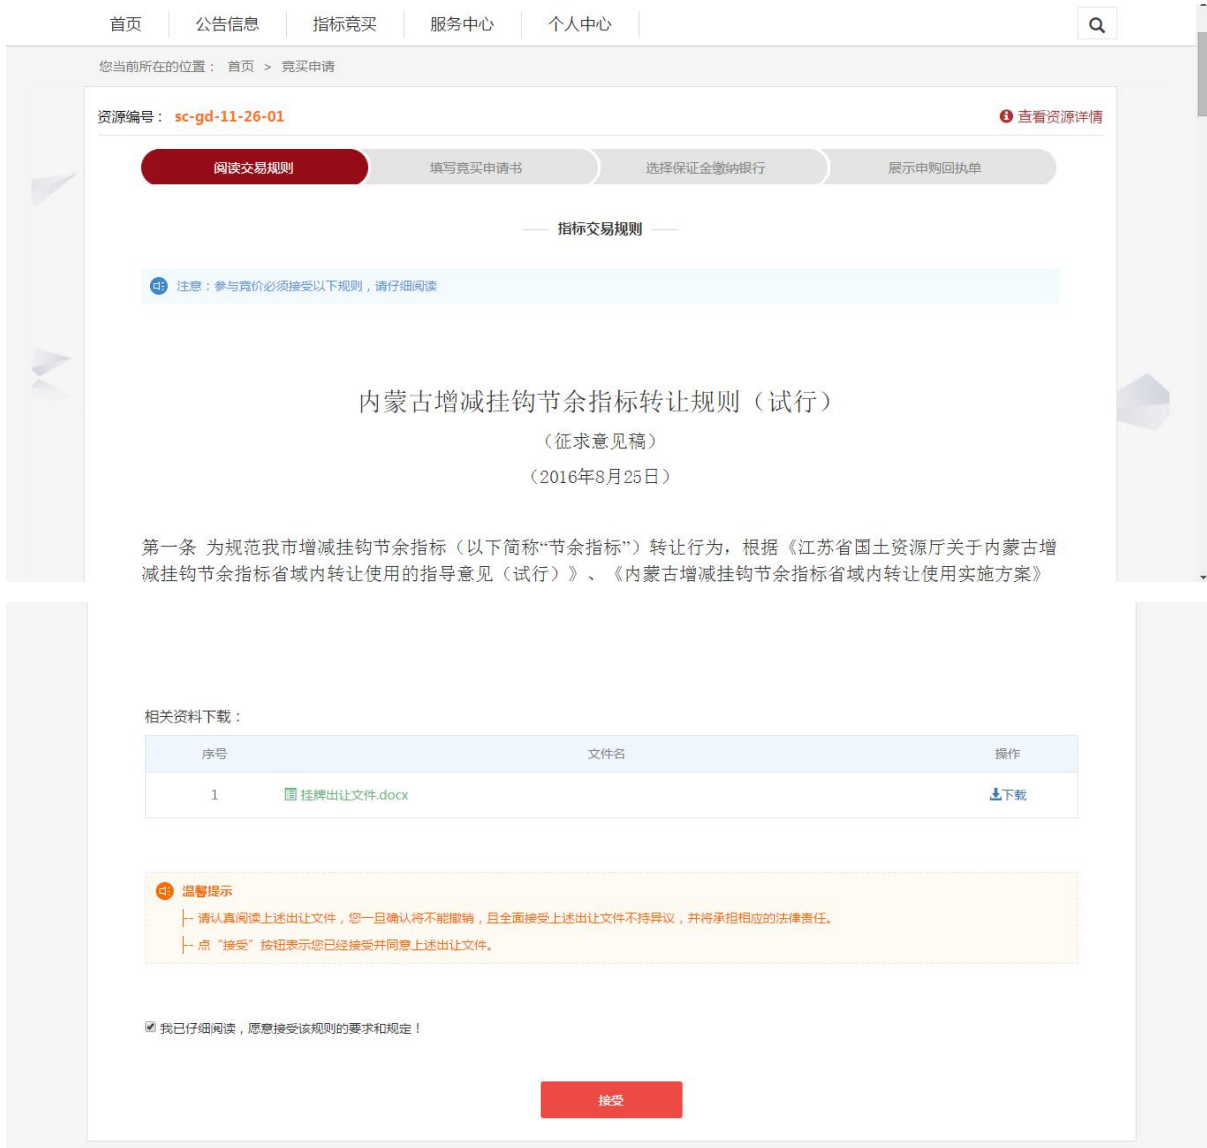 首页 公告信息 指标竞买 服务中心 个人中心
您当前所在的位置： 首页 > 竞买申请
资源编号： sc-gd-11-26-01 查看资源详情
阅读交易规则 填写竞买申请书 选择保证金缴纳银行 展示申购回执单
指标交易规则
注意：参与竞价必须接受以下规则，请仔细阅读
内蒙古增减挂钩节余指标转让规则（试行）
（征求意见稿）
（2016年8月25日）
第一条 为规范我市增减挂钩节余指标（以下简称“节余指标”）转让行为，根据《江苏省国土资源厅关于内蒙古增
减挂钩节余指标省域内转让使用的指导意见（试行）》、《内蒙古增减挂钩节余指标省域内转让使用实施方案》
相关资料下载：
序号 文件名 操作
1 挂牌出让文件.docx 下载
温馨提示
├- 请认真阅读上述出让文件，您一旦确认将不能撤销，且全面接受上述出让文件不持异议，并将承担相应的法律责任。
├- 点“接受”按钮表示您已经接受并同意上述出让文件。
我已仔细阅读，愿意接受该规则的要求和规定！
接受